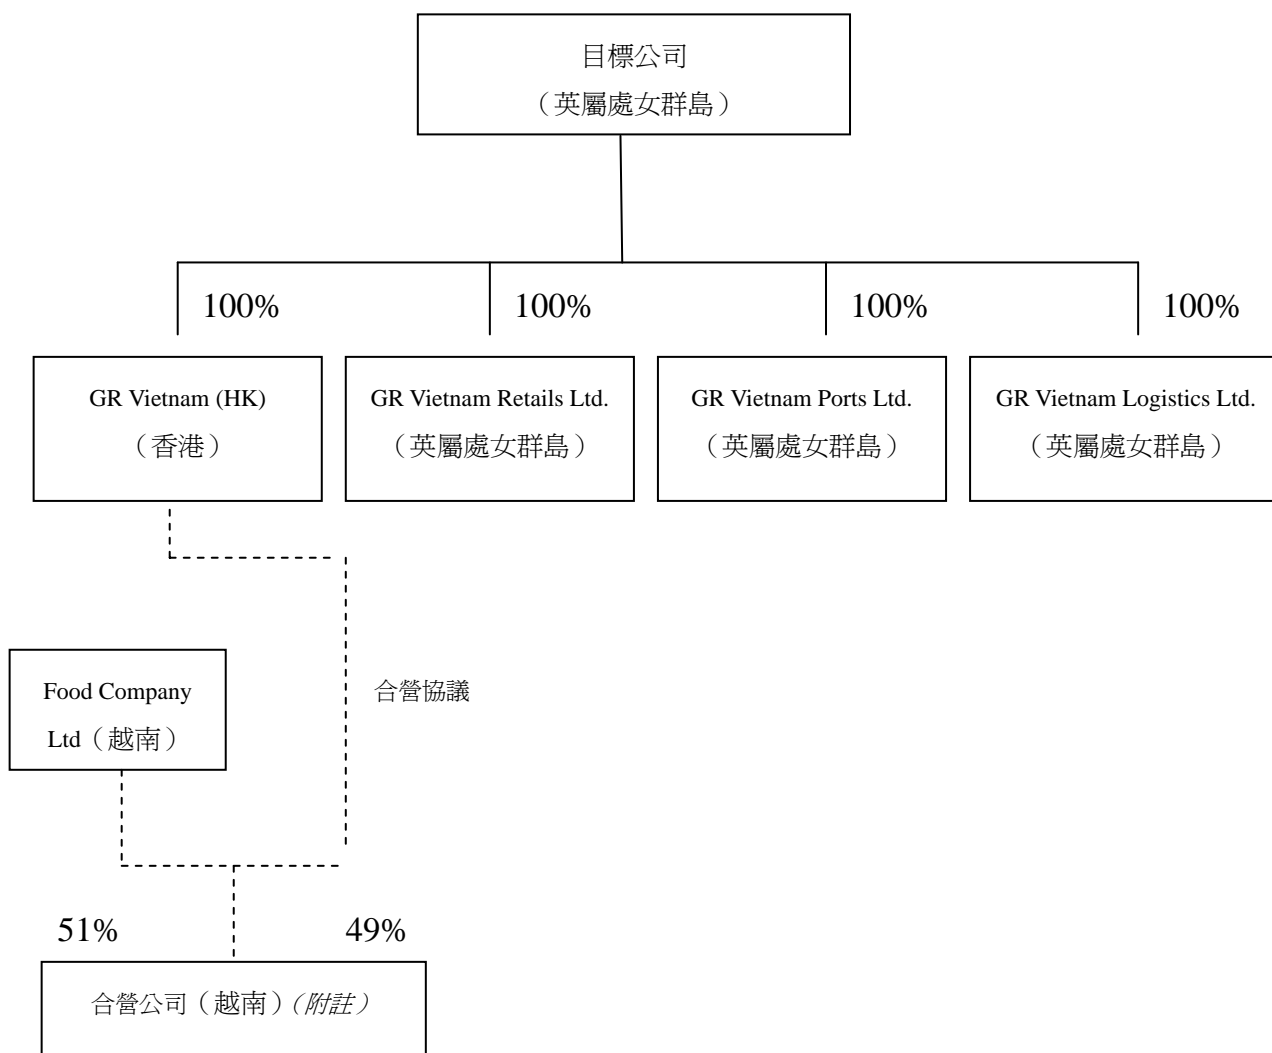 目標公司
（英屬處女群島）
100%
100%
100%
100%
GR Vietnam (HK)
（香港）
GR Vietnam Retails Ltd.
（英屬處女群島）
GR Vietnam Ports Ltd.
（英屬處女群島）
GR Vietnam Logistics Ltd.
（英屬處女群島）
Food Company
Ltd（越南）
合營協議
51%
49%
合營公司（越南）(附註）